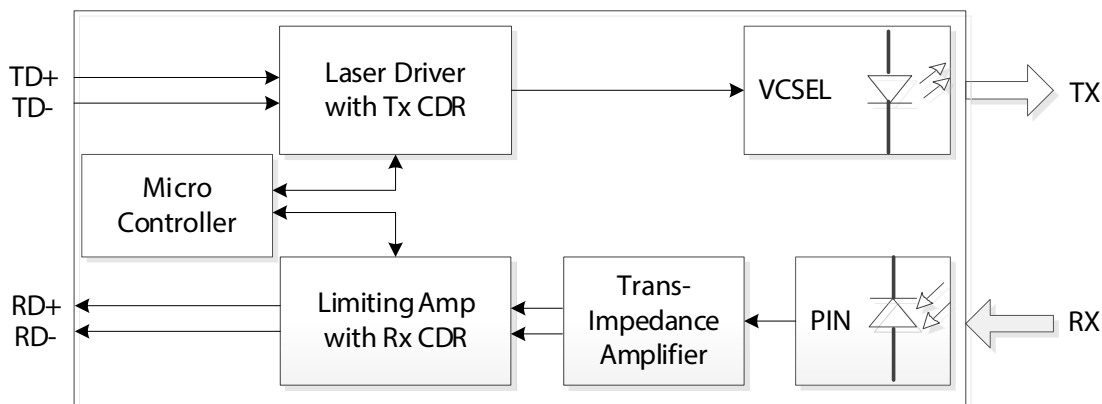 TD+
TD-
Laser Driver
with Tx CDR
VCSEL
TX
Micro
Controller
RD+
RD-
Limiting Amp
with Rx CDR
Trans-
Impedance
Amplifier
PIN
RX